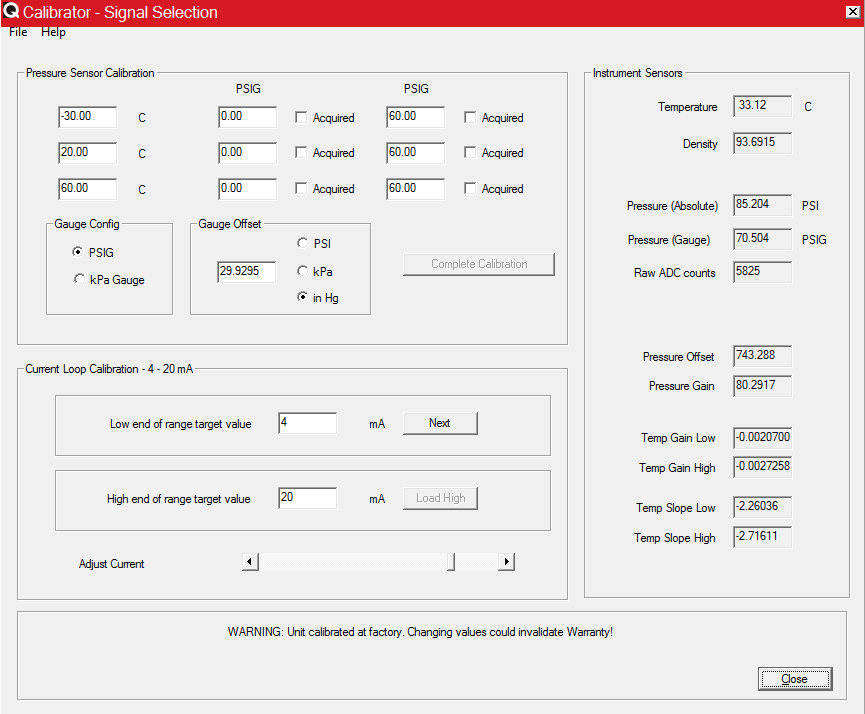 Calibrator - Signal Selection
File Help
Pressure Sensor Calibration
PSIG PSIG
-30.00 C 0.00 Acquired 60.00 Acquired
20.00 C 0.00 Acquired 60.00 Acquired
60.00 C 0.00 Acquired 60.00 Acquired
Gauge Config
PSIG
kPa Gauge
Gauge Offset
29.9295
PSI
kPa
in Hg
Complete Calibration
Current Loop Calibration - 4 - 20 mA
Low end of range target value 4 mA Next
High end of range target value 20 mA Load High
Adjust Current
Instrument Sensors
Temperature 33.12 C
Density 93.6915
Pressure (Absolute) 85.204 PSI
Pressure (Gauge) 70.504 PSIG
Raw ADC counts 5825
Pressure Offset 743.288
Pressure Gain 80.2917
Temp Gain Low -0.0020700
Temp Gain High -0.0027258
Temp Slope Low -2.26036
Temp Slope High -2.71611
WARNING: Unit calibrated at factory. Changing values could invalidate Warranty!
Close